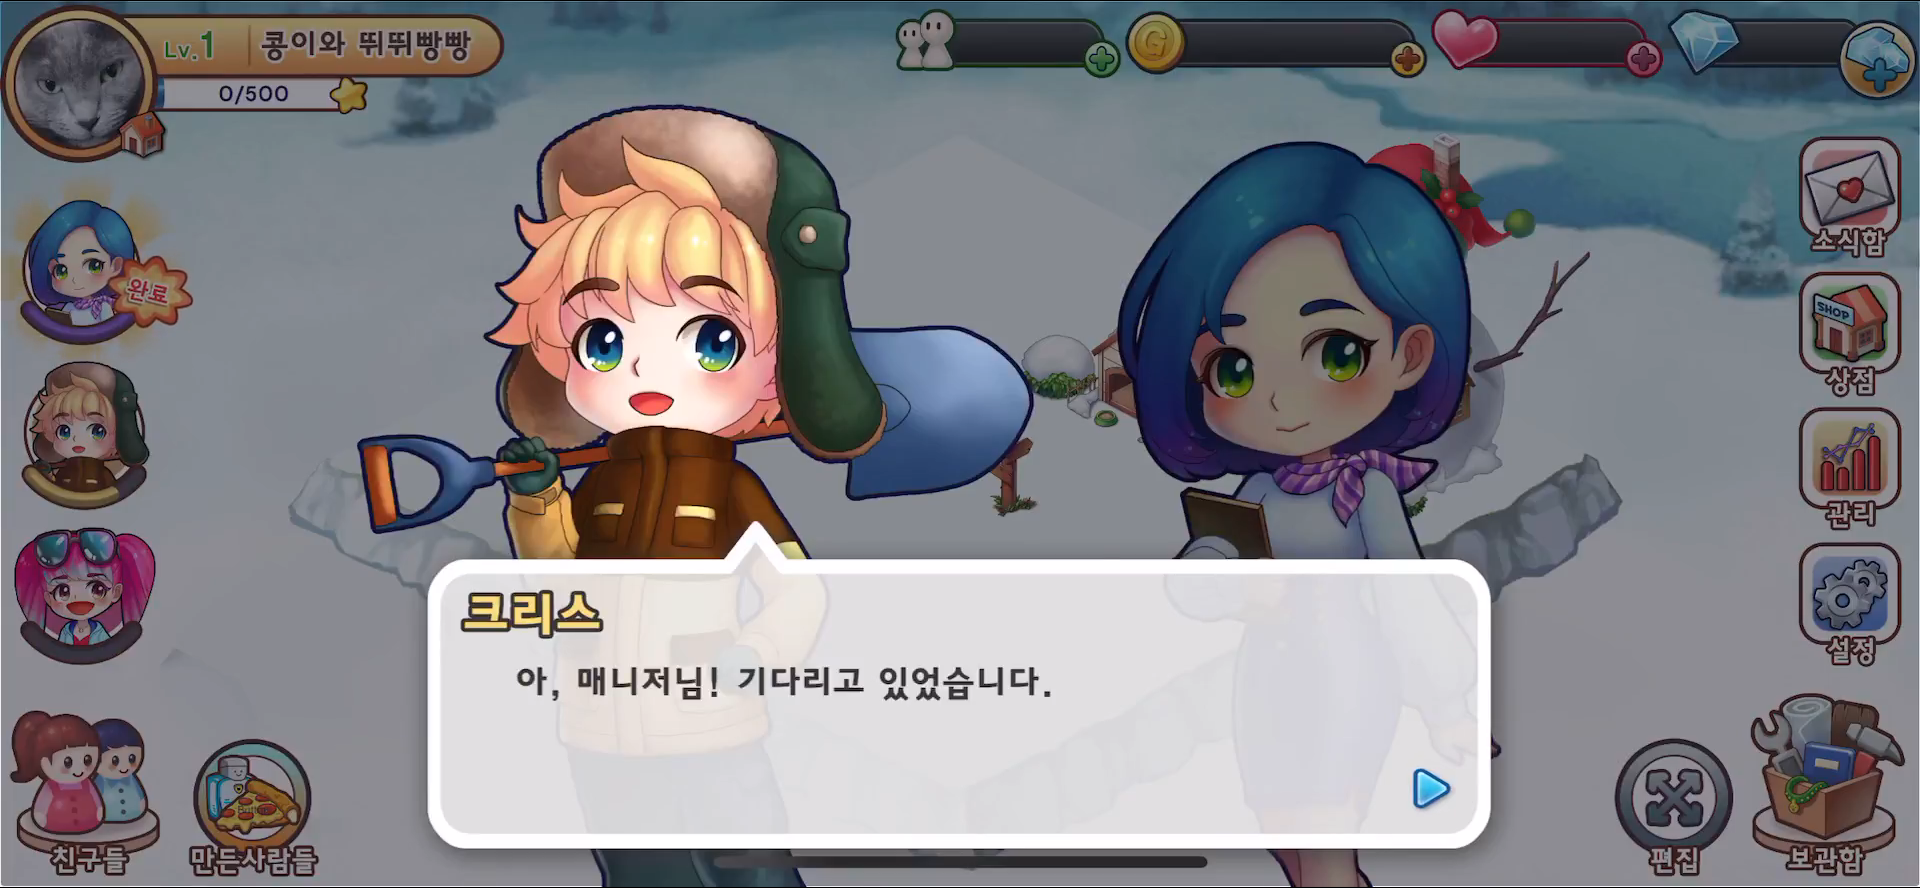 Lv.1 콩이와 뛰뛰빵빵
0/500
완료
소식함
SHOP
상점
관리
설정
크리스
아, 매니저님! 기다리고 있었습니다.
친구들
만든사람들
편집
보관함